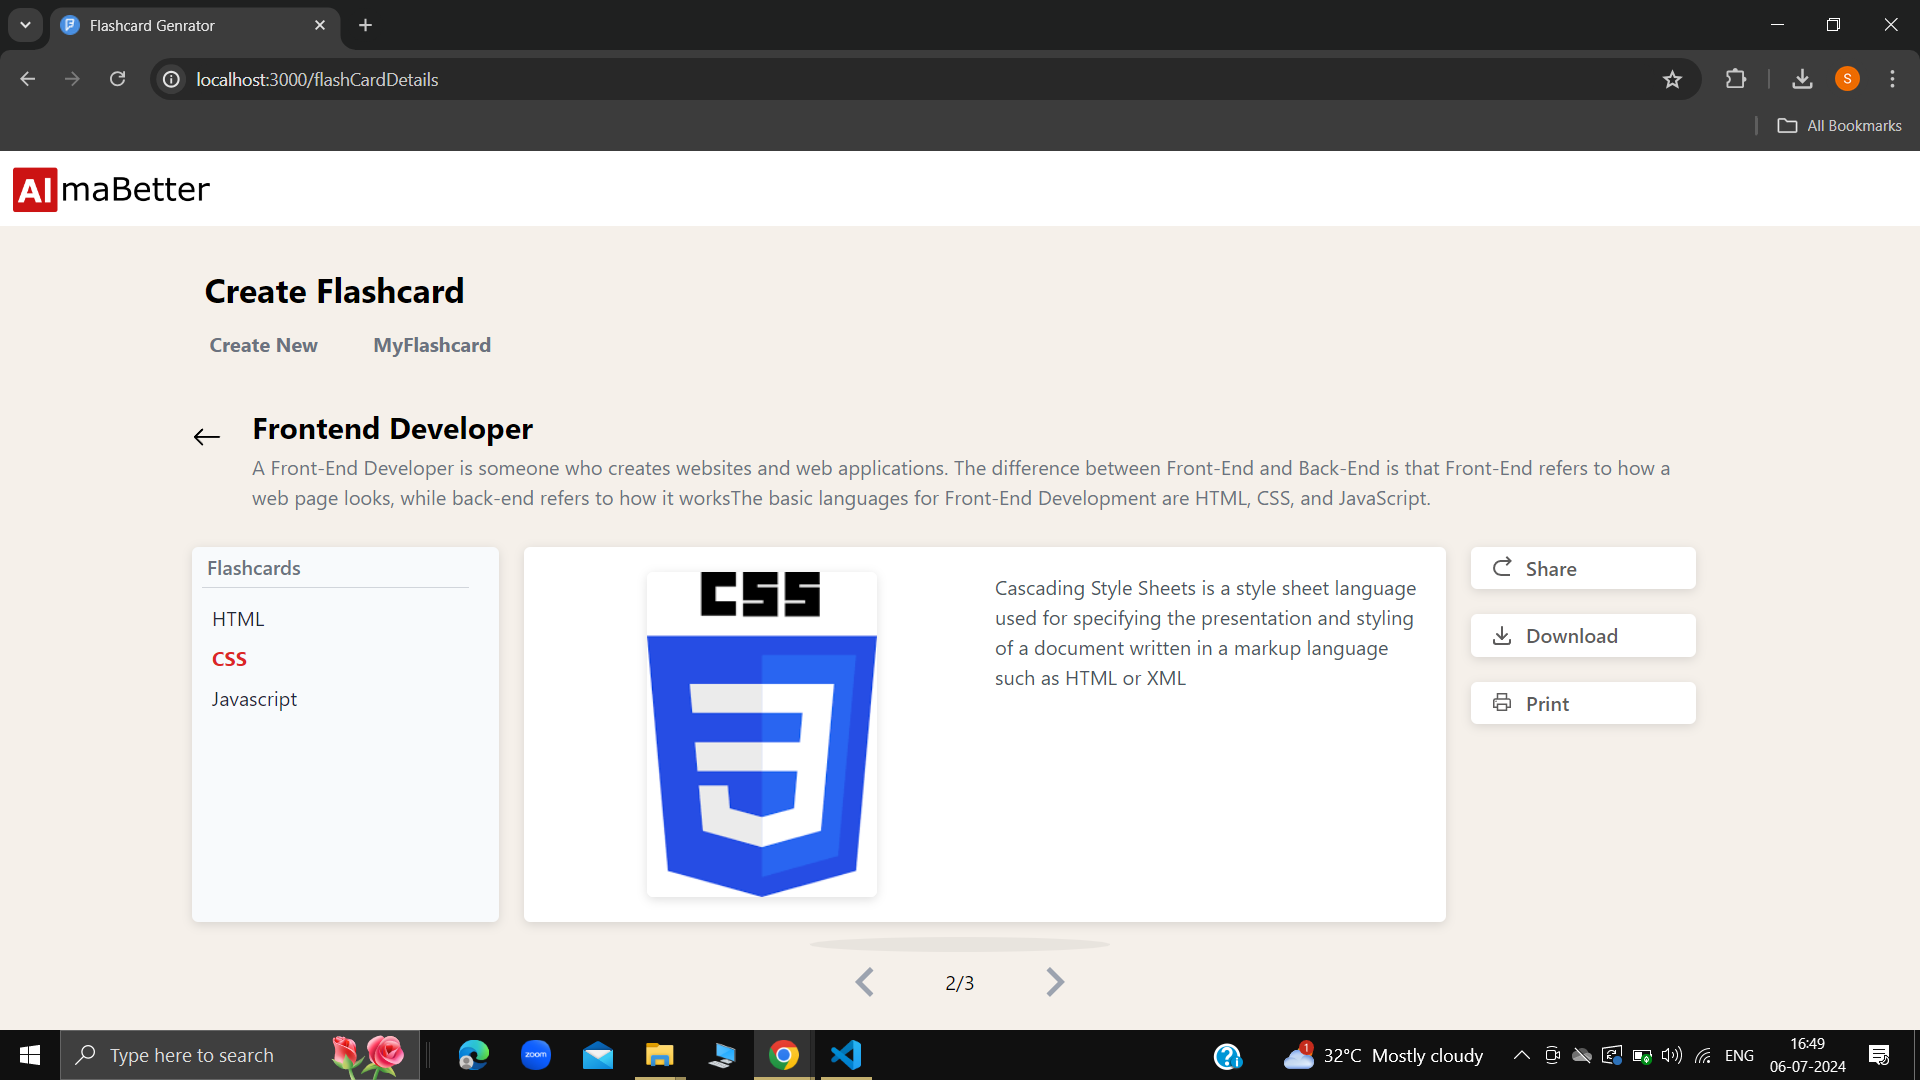 Flashcard Genrator
localhost:3000/flashCardDetails
S
All Bookmarks
AlmaBetter
Create Flashcard
Create New MyFlashcard
Frontend Developer
A Front-End Developer is someone who creates websites and web applications. The difference between Front-End and Back-End is that Front-End refers to how a
web page looks, while back-end refers to how it worksThe basic languages for Front-End Development are HTML, CSS, and JavaScript.
Flashcards
HTML
CSS
Javascript
CSS
Cascading Style Sheets is a style sheet language
used for specifying the presentation and styling
of a document written in a markup language
such as HTML or XML
Share
Download
Print
2/3
Type here to search
zoom
1
32°C Mostly cloudy
ENG
16:49
06-07-2024